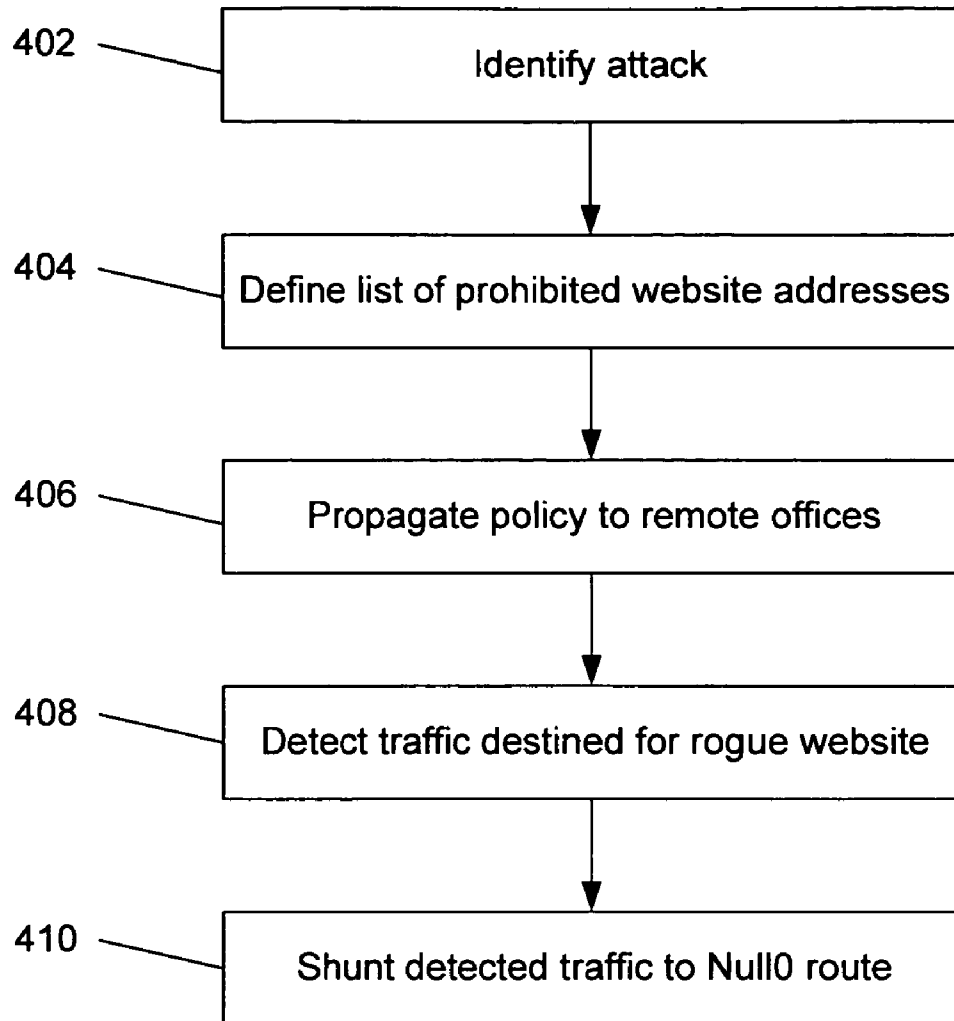 402
Identify attack
404
Define list of prohibited website addresses
406
Propagate policy to remote offices
408
Detect traffic destined for rogue website
410
Shunt detected traffic to Null0 route